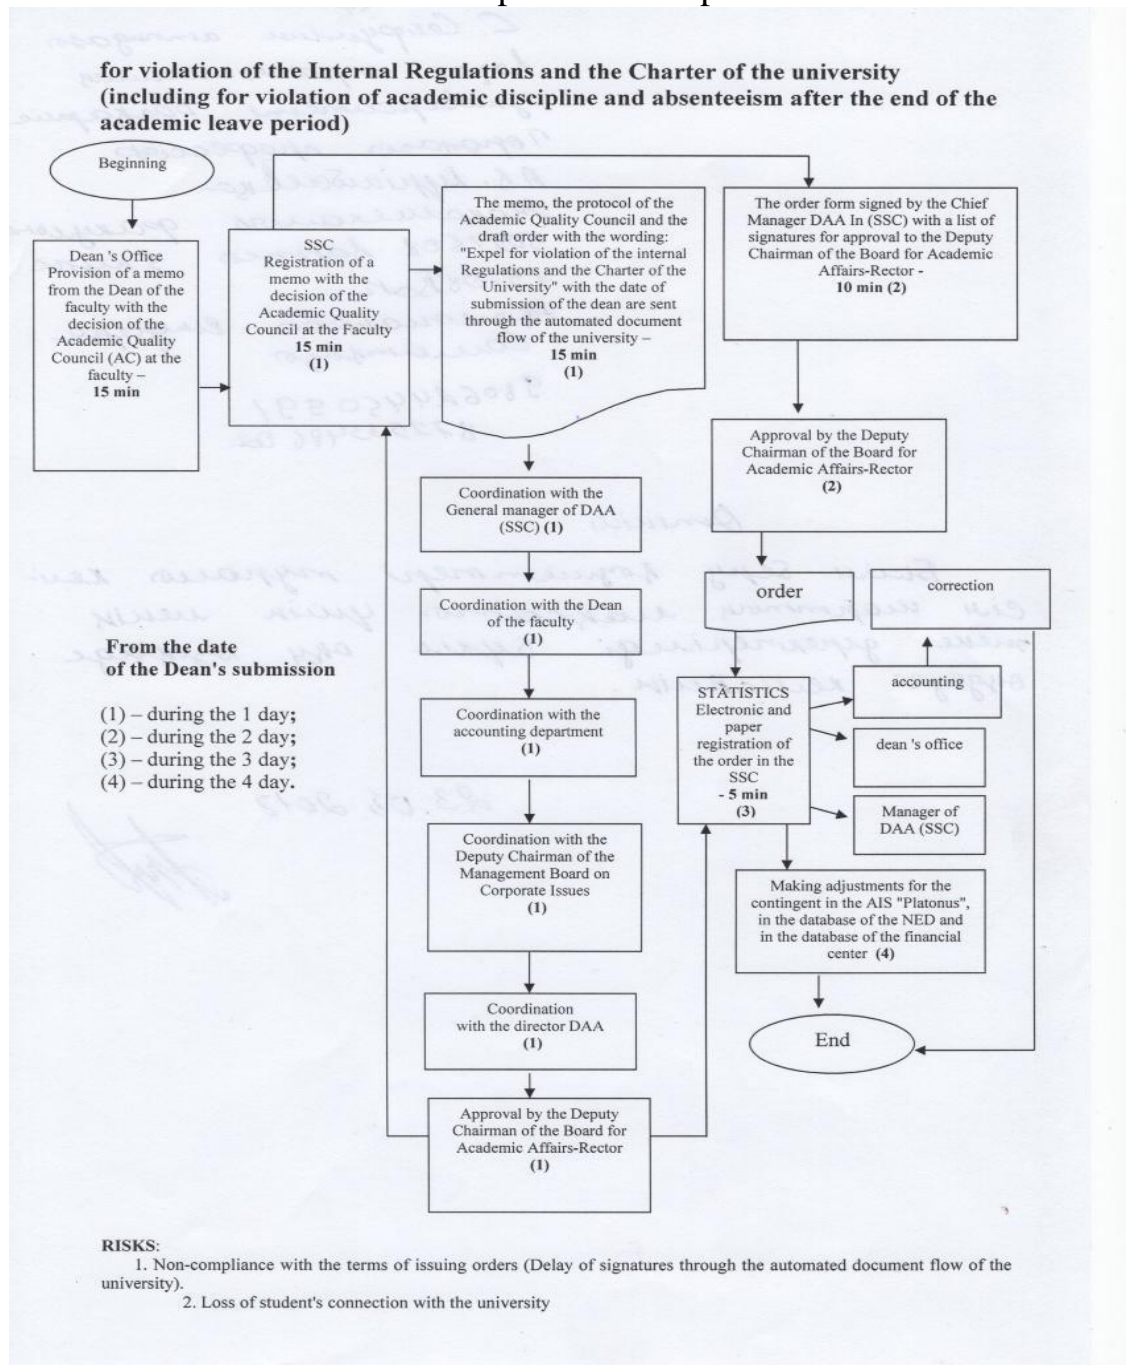 for violation of the Internal Regulations and the Charter of the university
(including for violation of academic discipline and absenteeism after the end of the
academic leave period)
Beginning
Dean 's Office
Provision of a memo
from the Dean of the
faculty with the
decision of the
Academic Quality
Council (AC) at the
faculty –
15 min
SSC
Registration of a
memo with the
decision of the
Academic Quality
Council at the Faculty
15 min
(1)
The memo, the protocol of the
Academic Quality Council and the
draft order with the wording:
"Expel for violation of the internal
Regulations and the Charter of the
University" with the date of
submission of the dean are sent
through the automated document
flow of the university –
15 min
(1)
The order form signed by the Chief
Manager DAA In (SSC) with a list of
signatures for approval to the Deputy
Chairman of the Board for Academic
Affairs-Rector -
10 min (2)
Approval by the Deputy
Chairman of the Board for
Academic Affairs-Rector
(2)
Coordination with the
General manager of DAA
(SSC) (1)
Coordination with the Dean
of the faculty
(1)
Coordination with the
accounting department
(1)
Coordination with the
Deputy Chairman of the
Management Board on
Corporate Issues
(1)
Coordination
with the director DAA
(1)
Approval by the Deputy
Chairman of the Board for
Academic Affairs-Rector
(1)
order
correction
accounting
STATISTICS
Electronic and
paper
registration of
the order in the
SSC
- 5 min
(3)
dean 's office
Manager of
DAA (SSC)
Making adjustments for the
contingent in the AIS "Platonus",
in the database of the NED and
in the database of the financial
center (4)
End
From the date
of the Dean's submission
(1) – during the 1 day;
(2) – during the 2 day;
(3) – during the 3 day;
(4) – during the 4 day.
RISKS:
1. Non-compliance with the terms of issuing orders (Delay of signatures through the automated document flow of the
university).
2. Loss of student's connection with the university